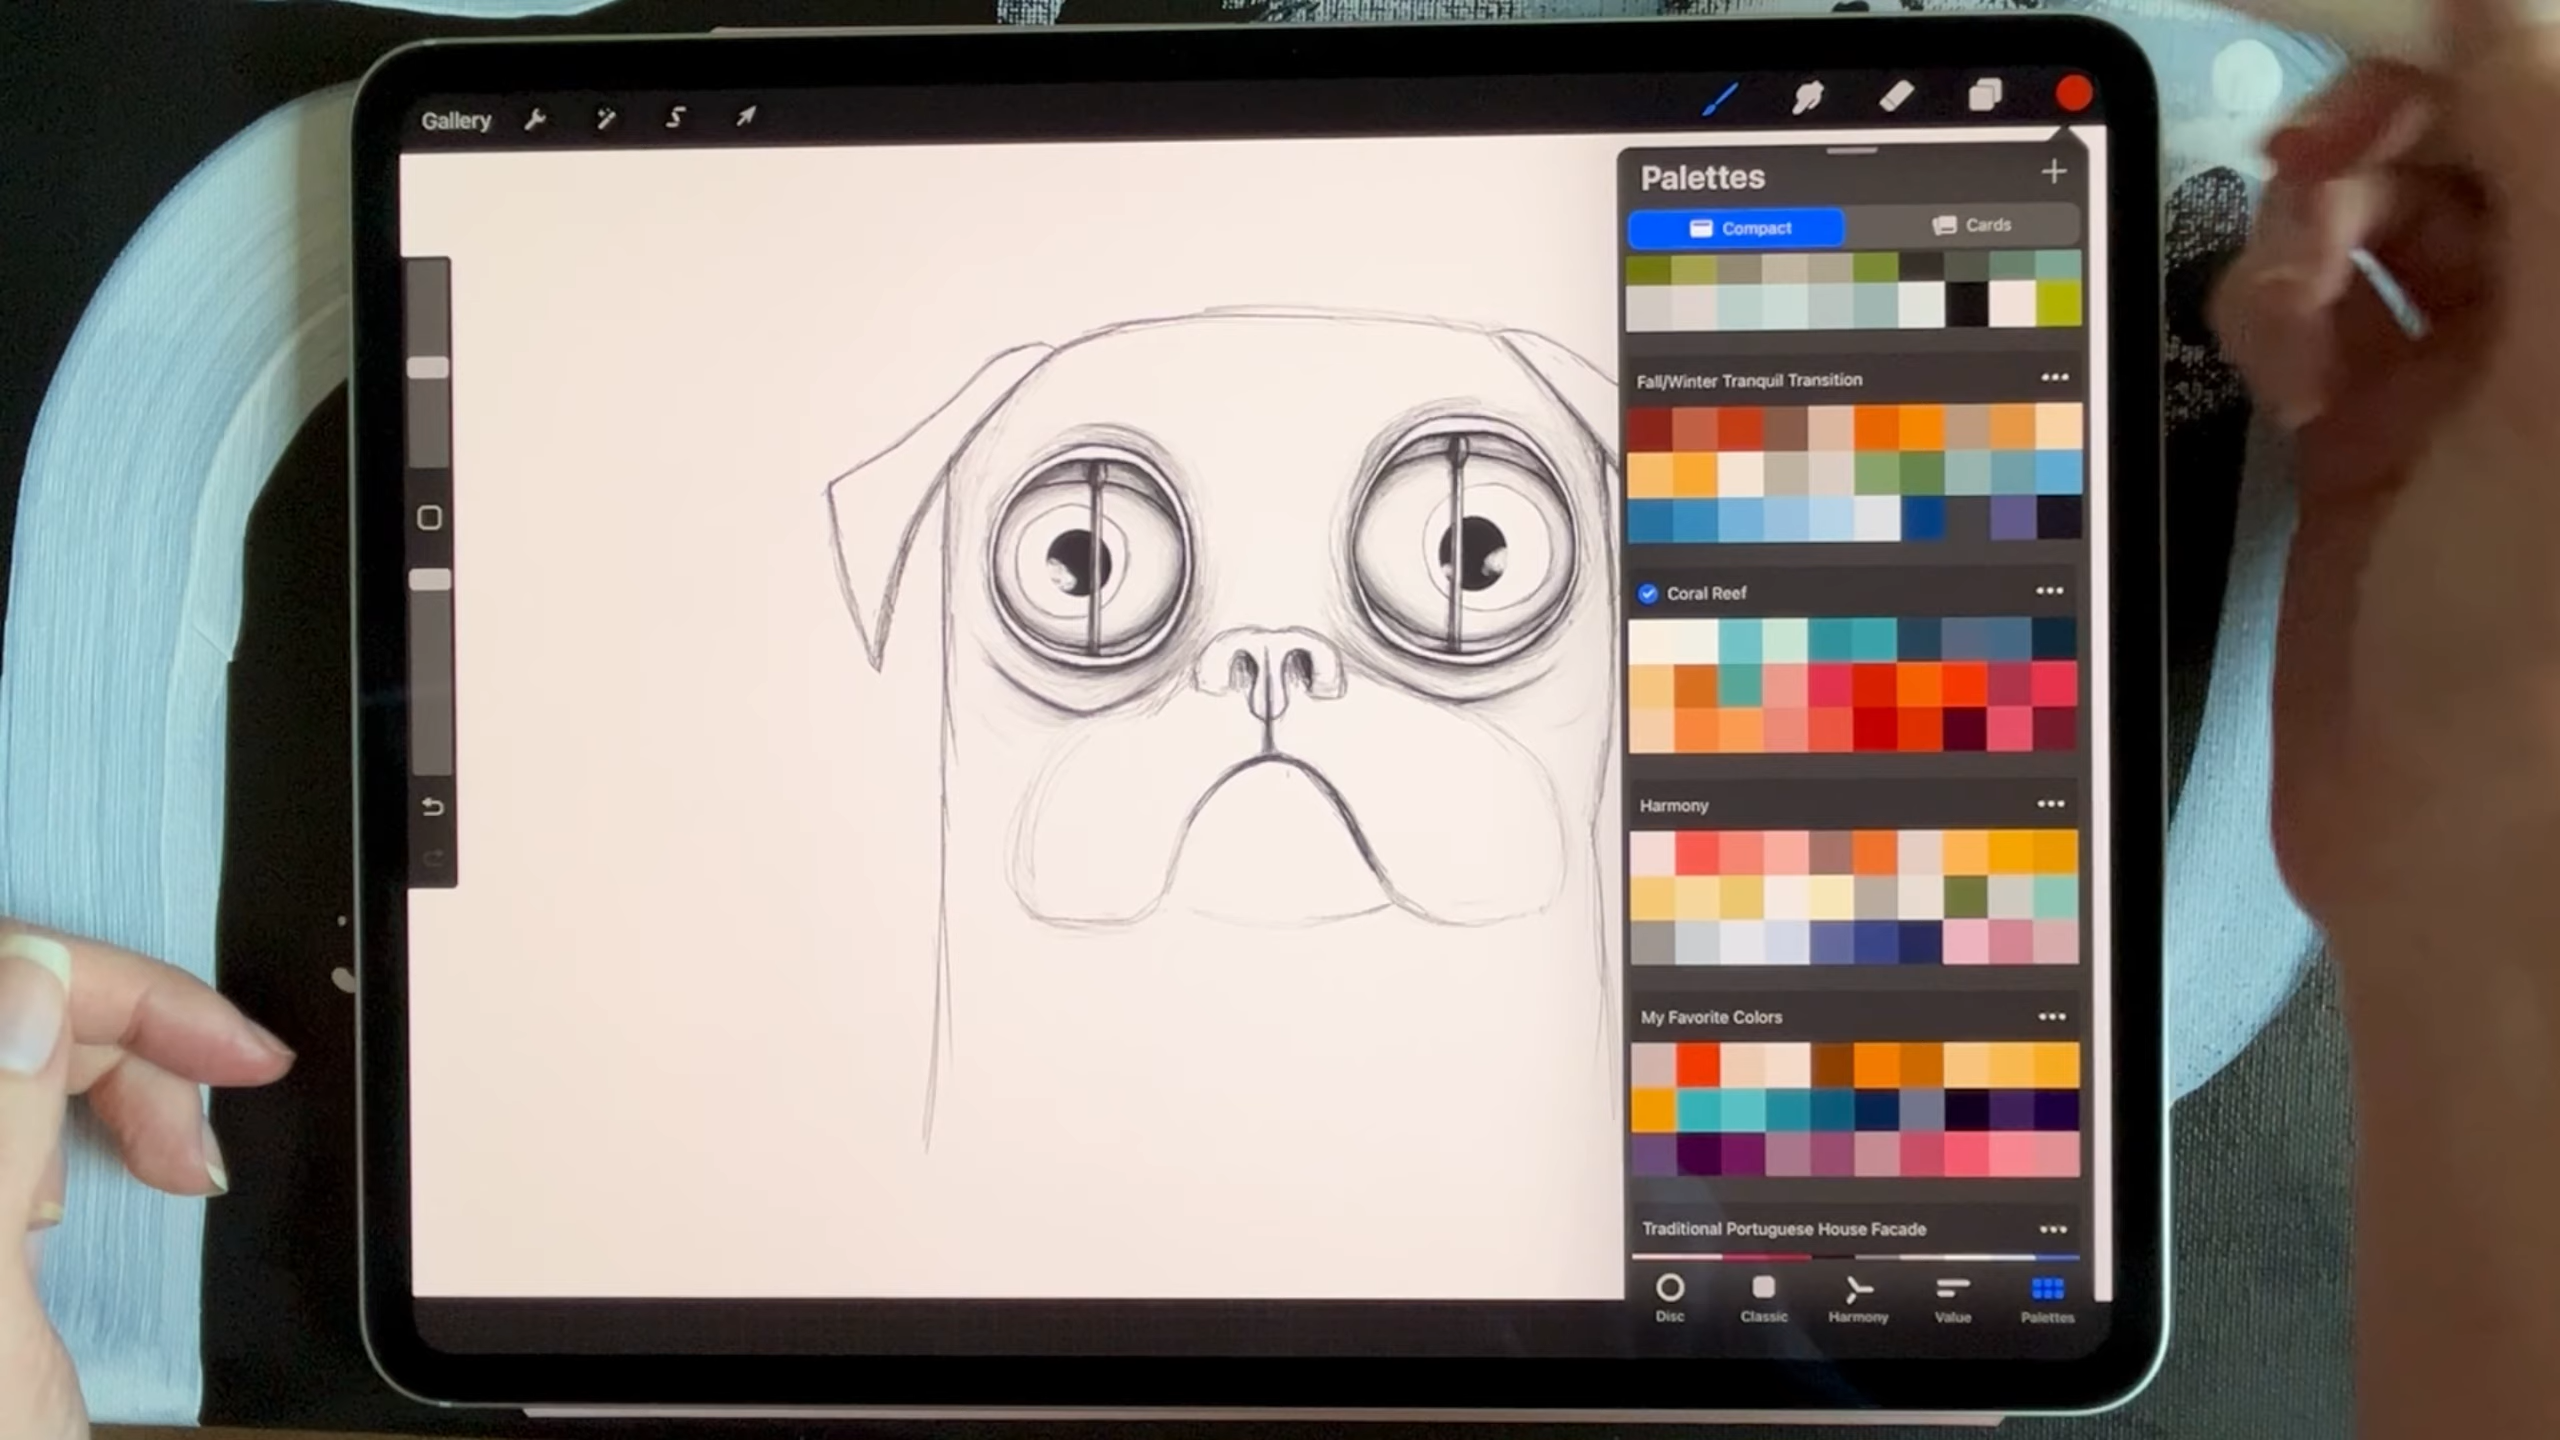 Gallery
Palettes
Compact
Cards
Fall/Winter Tranquil Transition
Coral Reef
Harmony
My Favorite Colors
Traditional Portuguese House Facade
Disc
Classic
Harmony
Value
Palettes